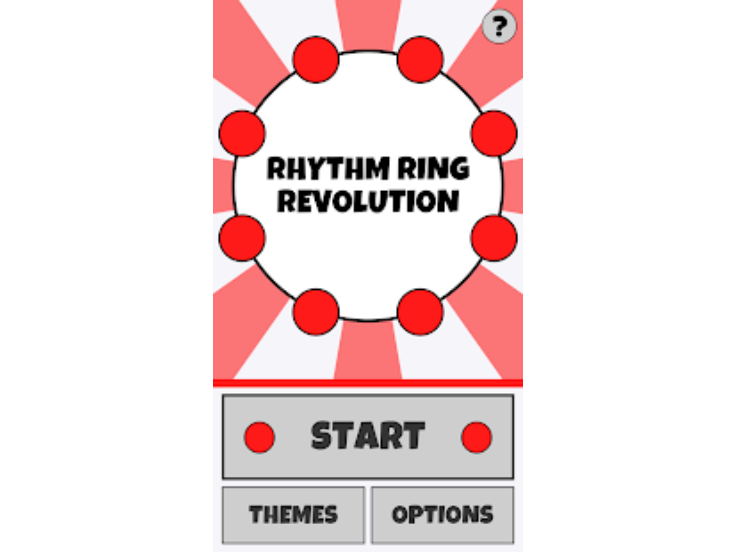 ?
RHYTHM RING
REVOLUTION
START
THEMES
OPTIONS